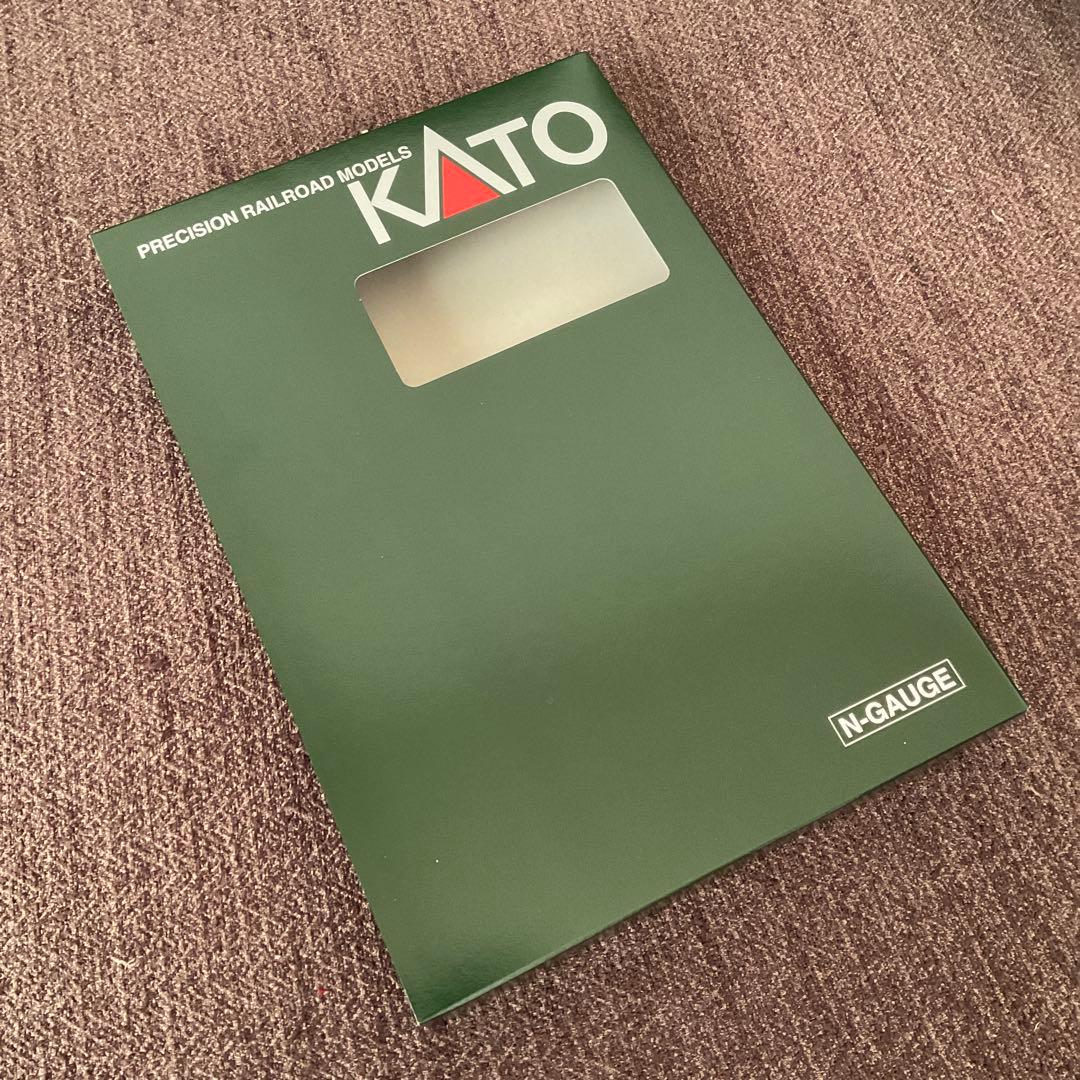 PRECISION RAILROAD MODELS
KATO
N-GAUGE